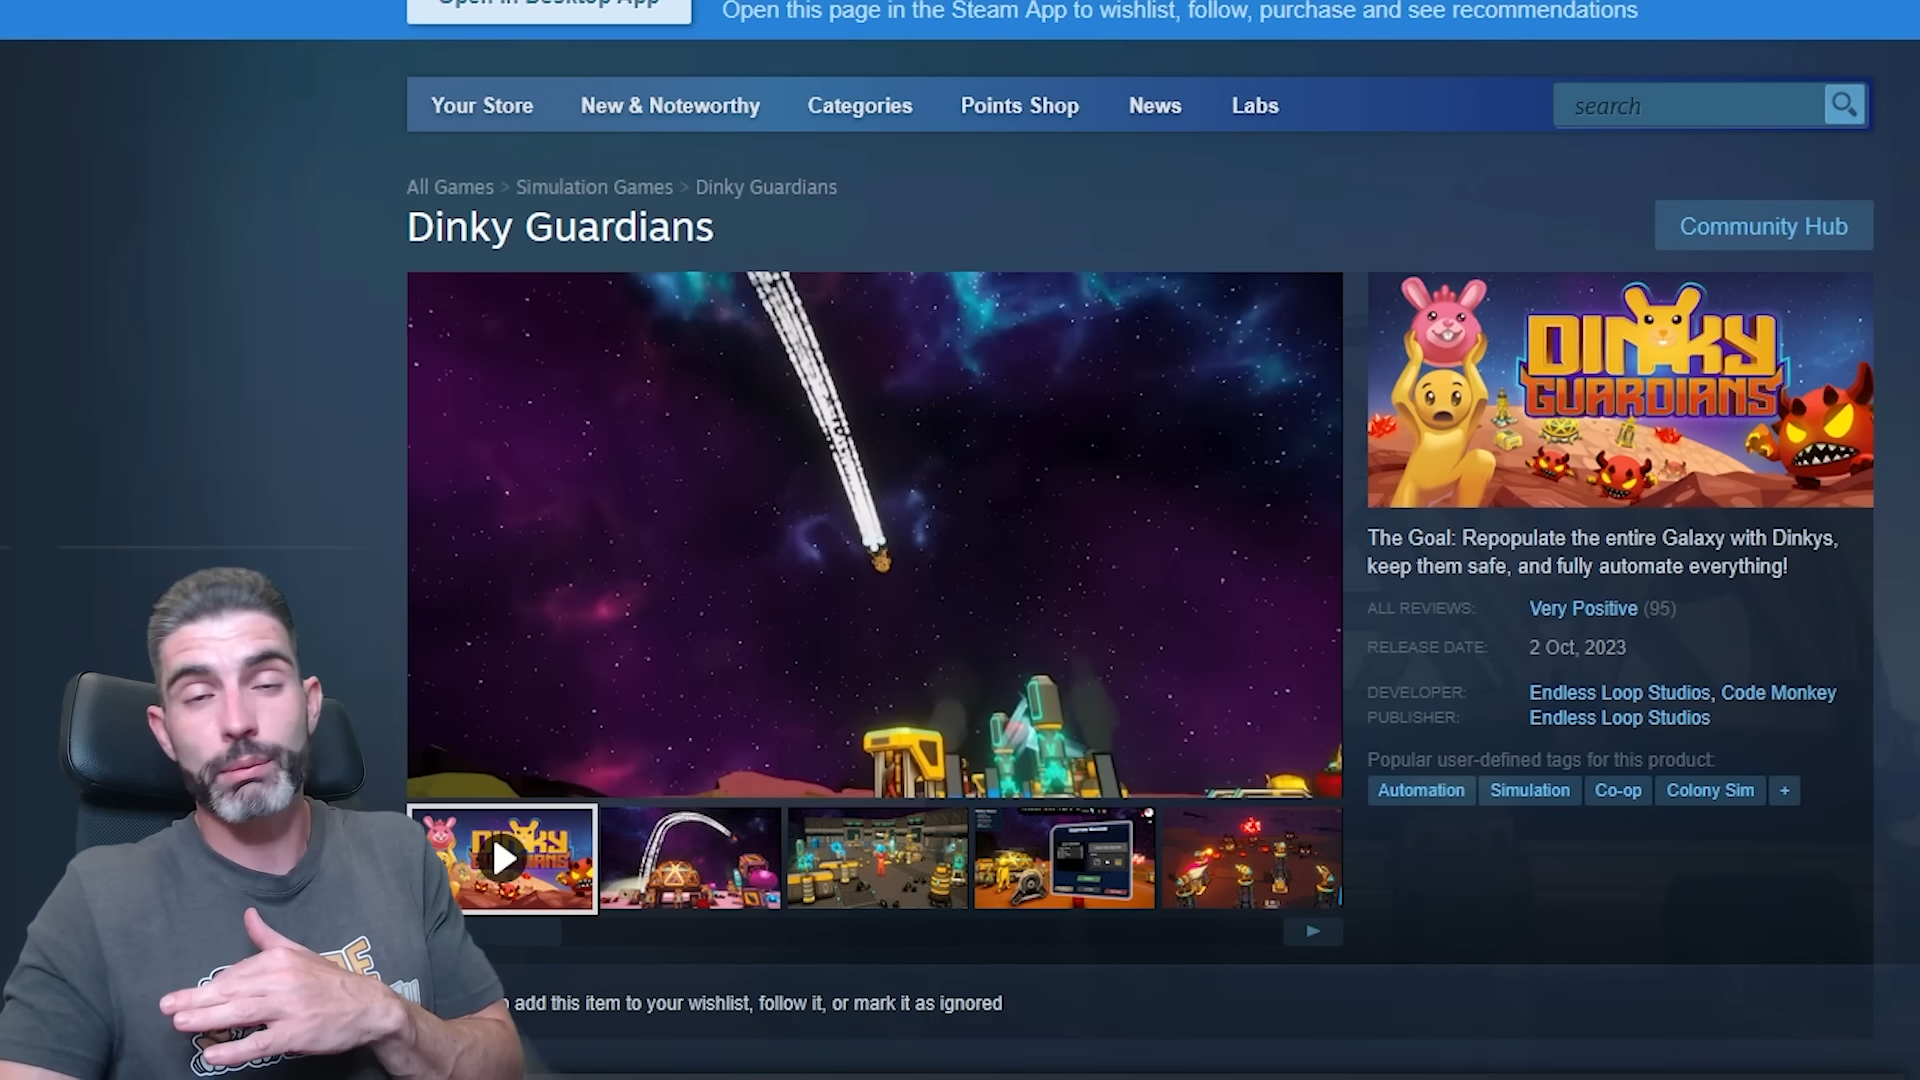 Open in Desktop App
Open this page in the Steam App to wishlist, follow, purchase and see recommendations
Your Store
New & Noteworthy
Categories
Points Shop
News
Labs
search
All Games > Simulation Games > Dinky Guardians
Dinky Guardians
Community Hub
DINKY
GUARDIANS
The Goal: Repopulate the entire Galaxy with Dinkys,
keep them safe, and fully automate everything!
ALL REVIEWS:
Very Positive (95)
RELEASE DATE:
2 Oct, 2023
DEVELOPER:
Endless Loop Studios, Code Monkey
PUBLISHER:
Endless Loop Studios
Popular user-defined tags for this product:
Automation
Simulation
Co-op
Colony Sim
+
add this item to your wishlist, follow it, or mark it as ignored